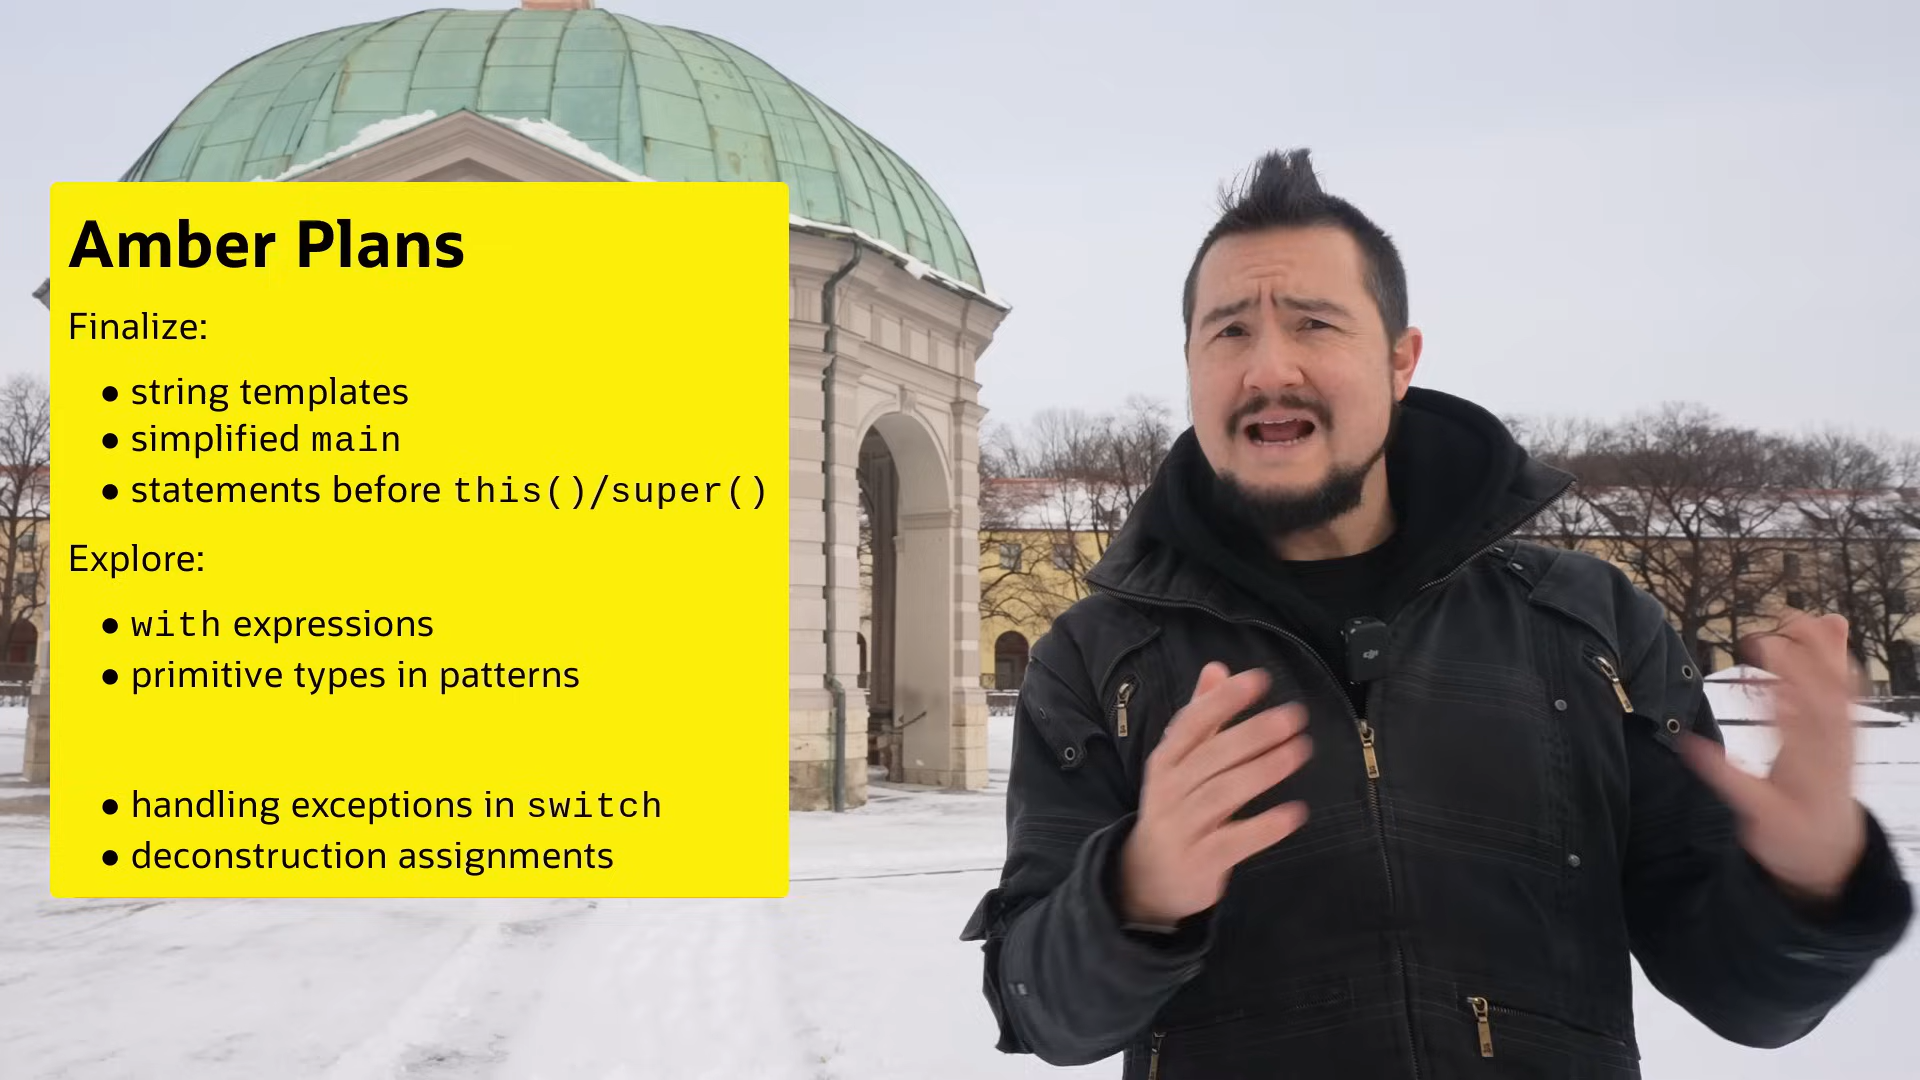 Amber Plans
Finalize:
• string templates
• simplified main
• statements before this()/super()
Explore:
• with expressions
• primitive types in patterns
• handling exceptions in switch
• deconstruction assignments